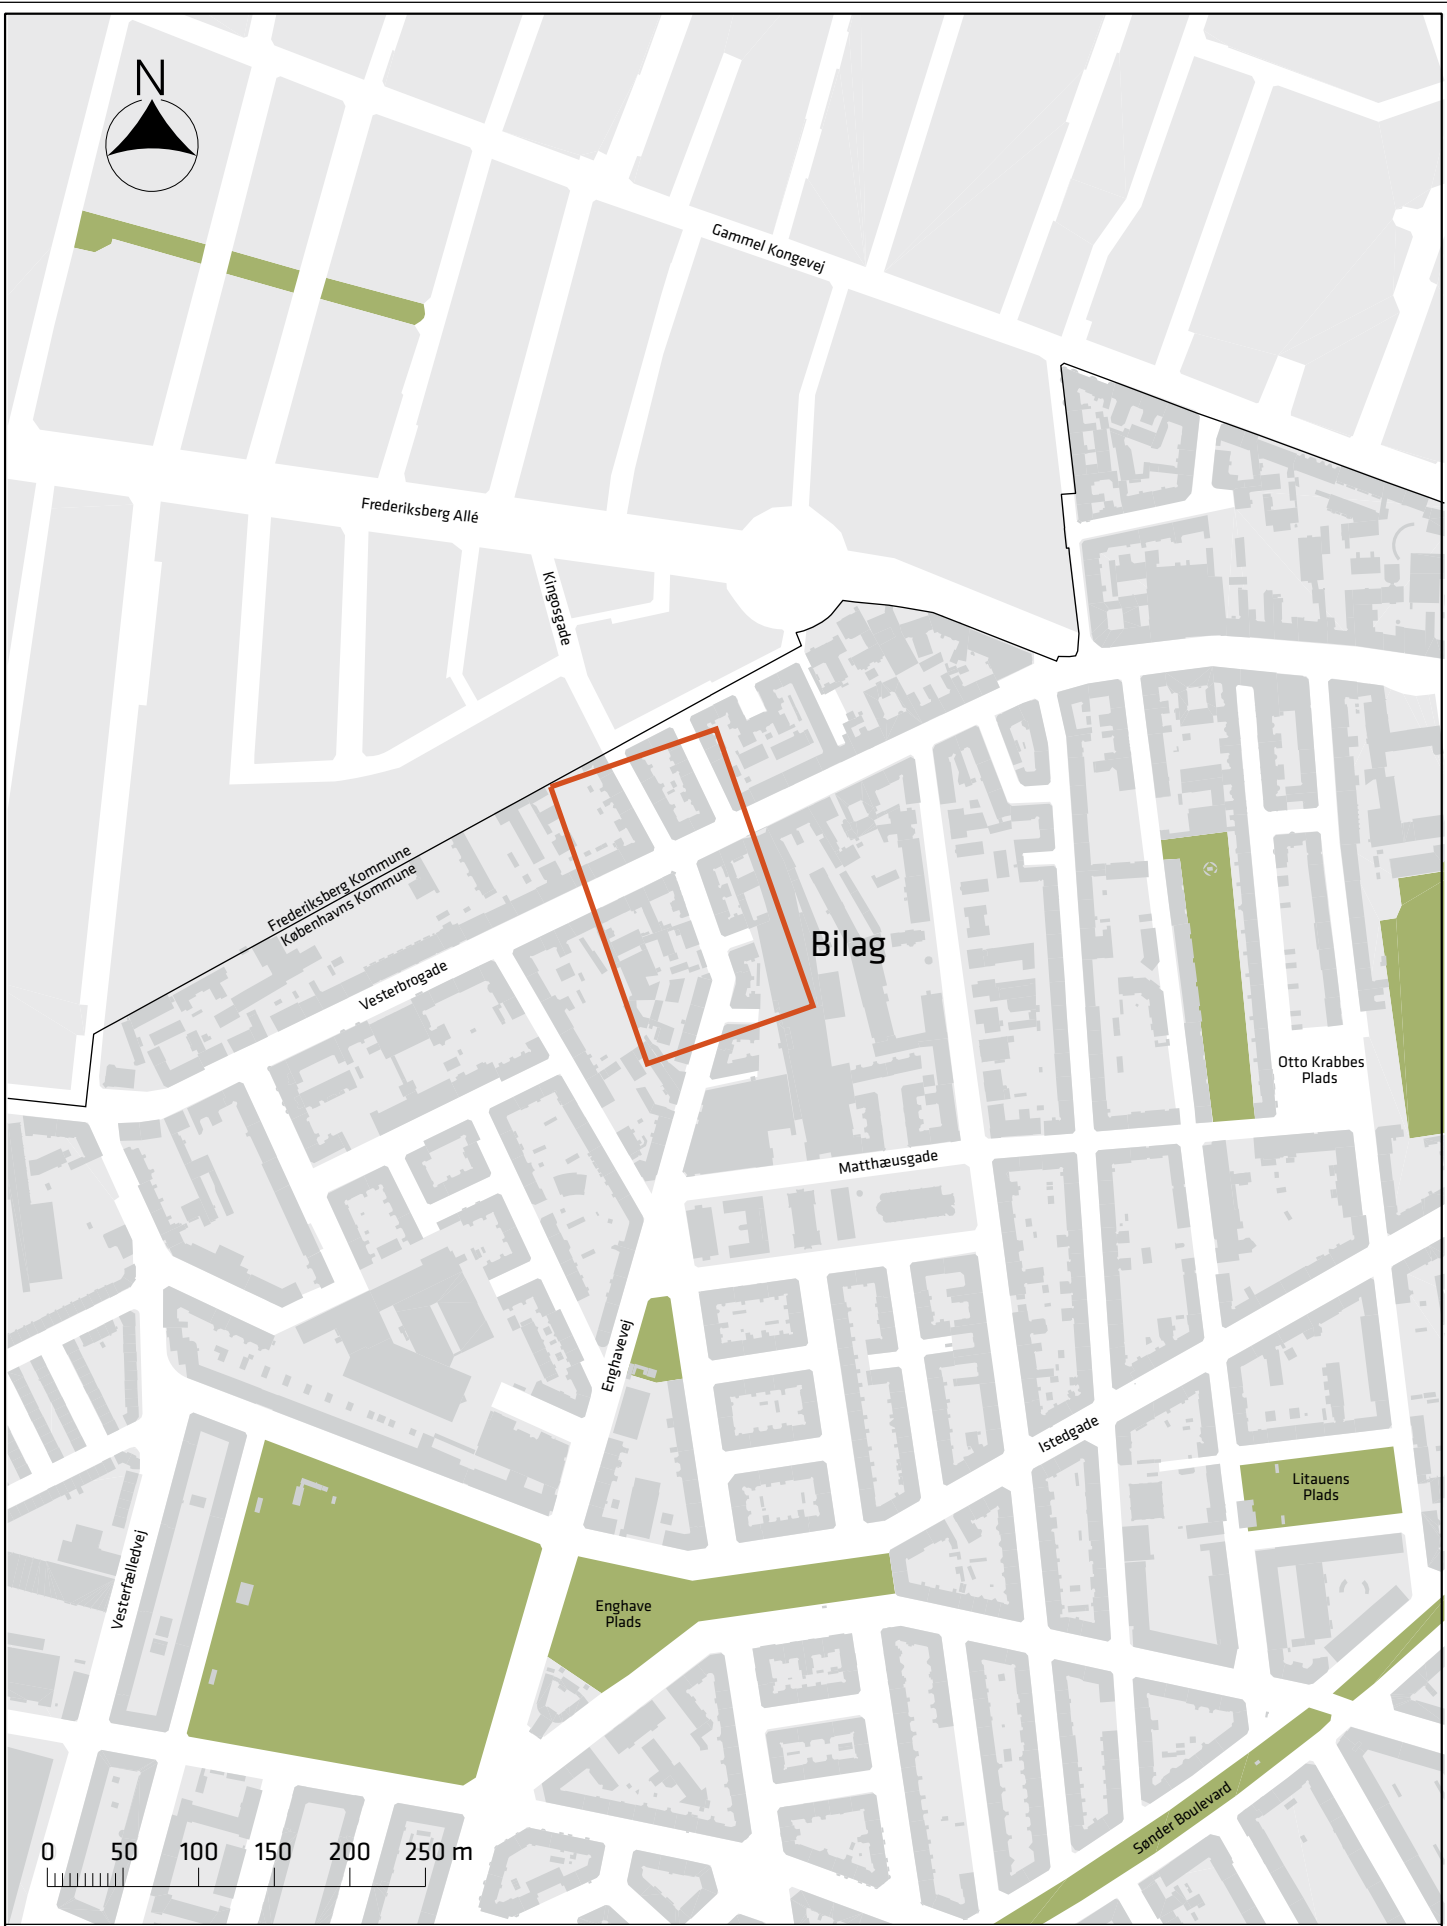 N
Gammel Kongevej
Frederiksberg Allé
Kingosgade
Frederiksberg Kommune
Københavns Kommune
Bilag
Vesterbrogade
Otto Krabbes
Plads
Matthæusgade
Enghavevej
Istedgade
Litauens
Plads
Vesterfælledvej
Enghave
Plads
Sønder Boulevard
0 50 100 150 200 250 m